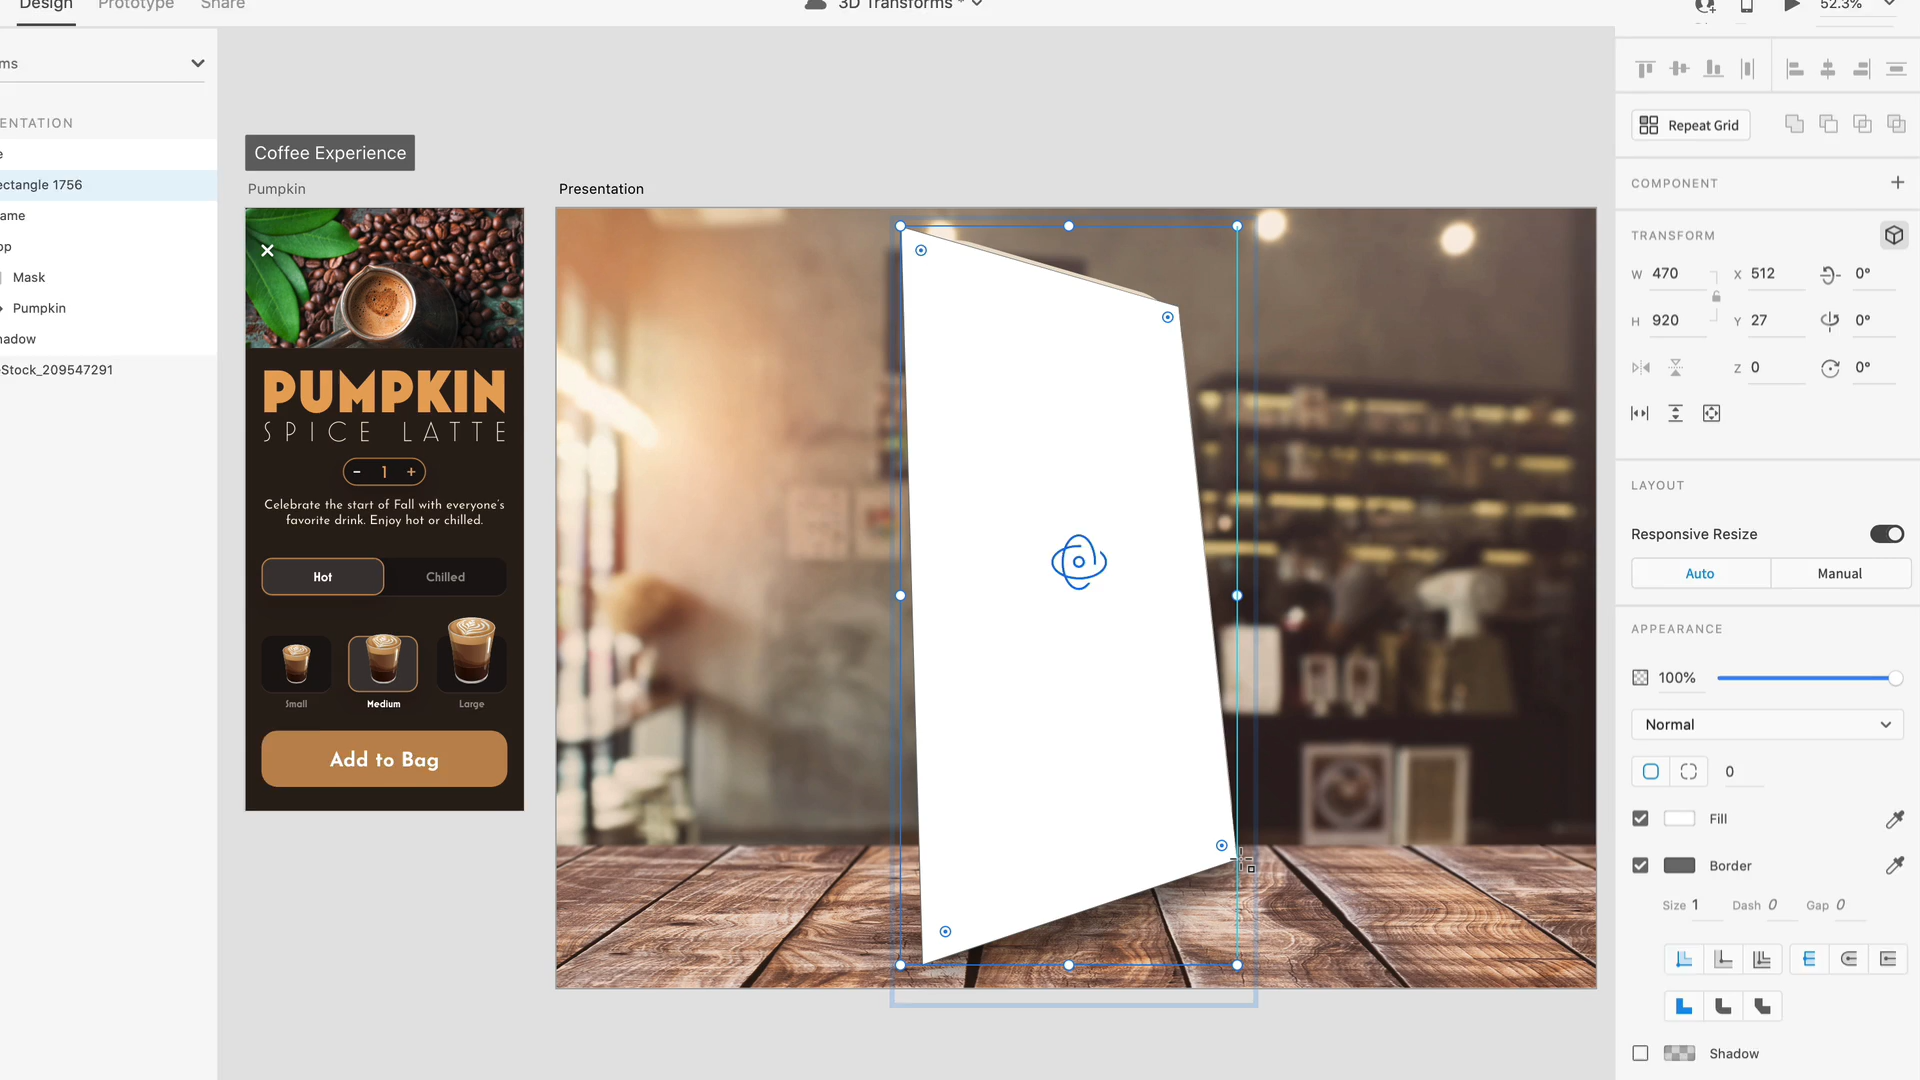 Design Prototype Share
3D Transforms *
52.3%
ms
ENTATION
e
ectangle 1756
ame
op
Mask
Pumpkin
hadow
Stock_209547291
Coffee Experience
Pumpkin
Presentation
PUMPKIN
SPICE LATTE
- 1 +
Celebrate the start of Fall with everyone's
favorite drink. Enjoy hot or chilled.
Hot Chilled
Small Medium Large
Add to Bag
Repeat Grid
COMPONENT +
TRANSFORM
W 470 X 512 0°
H 920 Y 27 0°
Z 0 0°
LAYOUT
Responsive Resize
Auto Manual
APPEARANCE
100%
Normal
0
Fill
Border
Size 1 Dash 0 Gap 0
Shadow